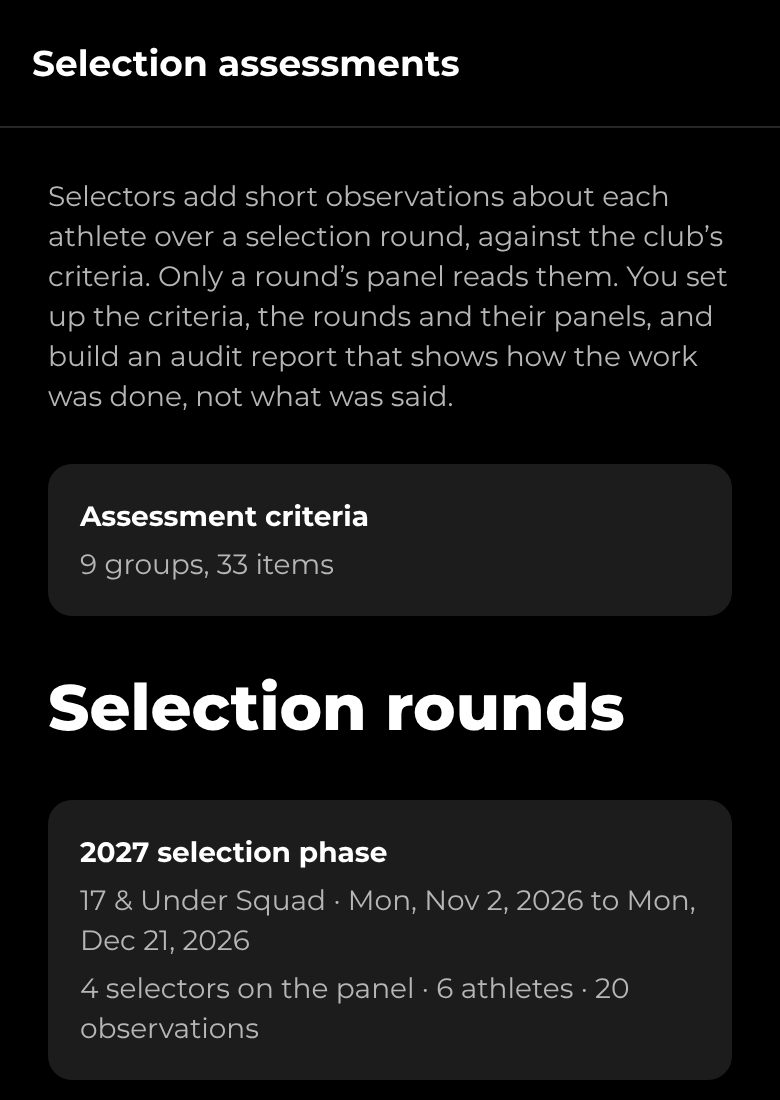 Selection assessments
Selectors add short observations about each
athlete over a selection round, against the club’s
criteria. Only a round’s panel reads them. You set
up the criteria, the rounds and their panels, and
build an audit report that shows how the work
was done, not what was said.
Assessment criteria
9 groups, 33 items
Selection rounds
2027 selection phase
17 & Under Squad · Mon, Nov 2, 2026 to Mon,
Dec 21, 2026
4 selectors on the panel · 6 athletes · 20
observations